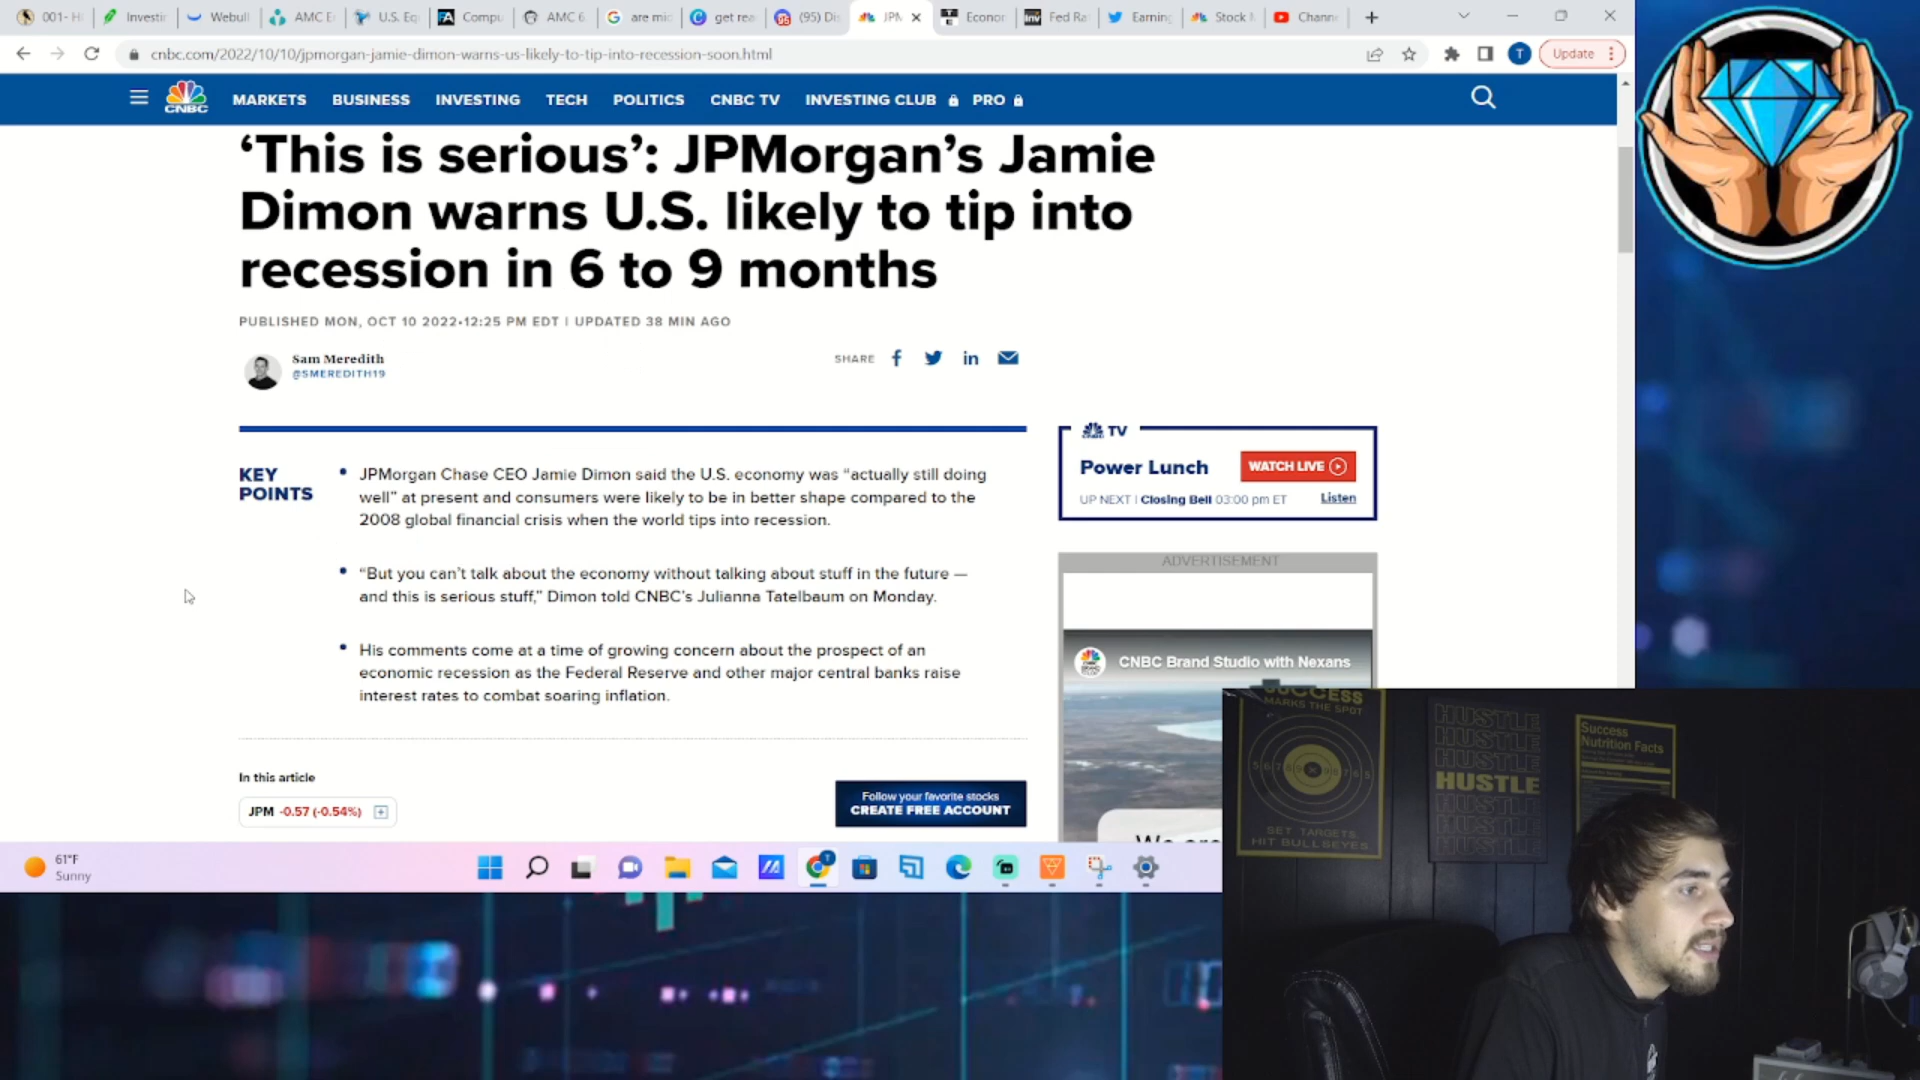 001- H
Investin
Webull
AMC E
U.S. Eq
Compu
AMC 6
are mic
get rea
(95) Dis
JPM
Econor
Fed Ra
Earning
Stock M
Channe
cnbc.com/2022/10/10/jpmorgan-jamie-dimon-warns-us-likely-to-tip-into-recession-soon.html
T
Update
CNBC
MARKETS BUSINESS INVESTING TECH POLITICS CNBC TV INVESTING CLUB PRO
‘This is serious’: JPMorgan’s Jamie
Dimon warns U.S. likely to tip into
recession in 6 to 9 months
PUBLISHED MON, OCT 10 2022•12:25 PM EDT | UPDATED 38 MIN AGO
Sam Meredith
@SMEREDITH19
SHARE
KEY
POINTS
JPMorgan Chase CEO Jamie Dimon said the U.S. economy was “actually still doing
well” at present and consumers were likely to be in better shape compared to the
2008 global financial crisis when the world tips into recession.
“But you can’t talk about the economy without talking about stuff in the future —
and this is serious stuff,” Dimon told CNBC’s Julianna Tatelbaum on Monday.
His comments come at a time of growing concern about the prospect of an
economic recession as the Federal Reserve and other major central banks raise
interest rates to combat soaring inflation.
In this article
JPM -0.57 (-0.54%)
Follow your favorite stocks
CREATE FREE ACCOUNT
TV
Power Lunch
WATCH LIVE
UP NEXT | Closing Bell 03:00 pm ET
Listen
ADVERTISEMENT
CNBC Brand Studio with Nexans
We are
61°F
Sunny
SUCCESS
MARKS THE SPOT
SET TARGETS,
HIT BULLSEYES
HUSTLE
HUSTLE
HUSTLE
HUSTLE
HUSTLE
HUSTLE
HUSTLE
Success
Nutrition Facts